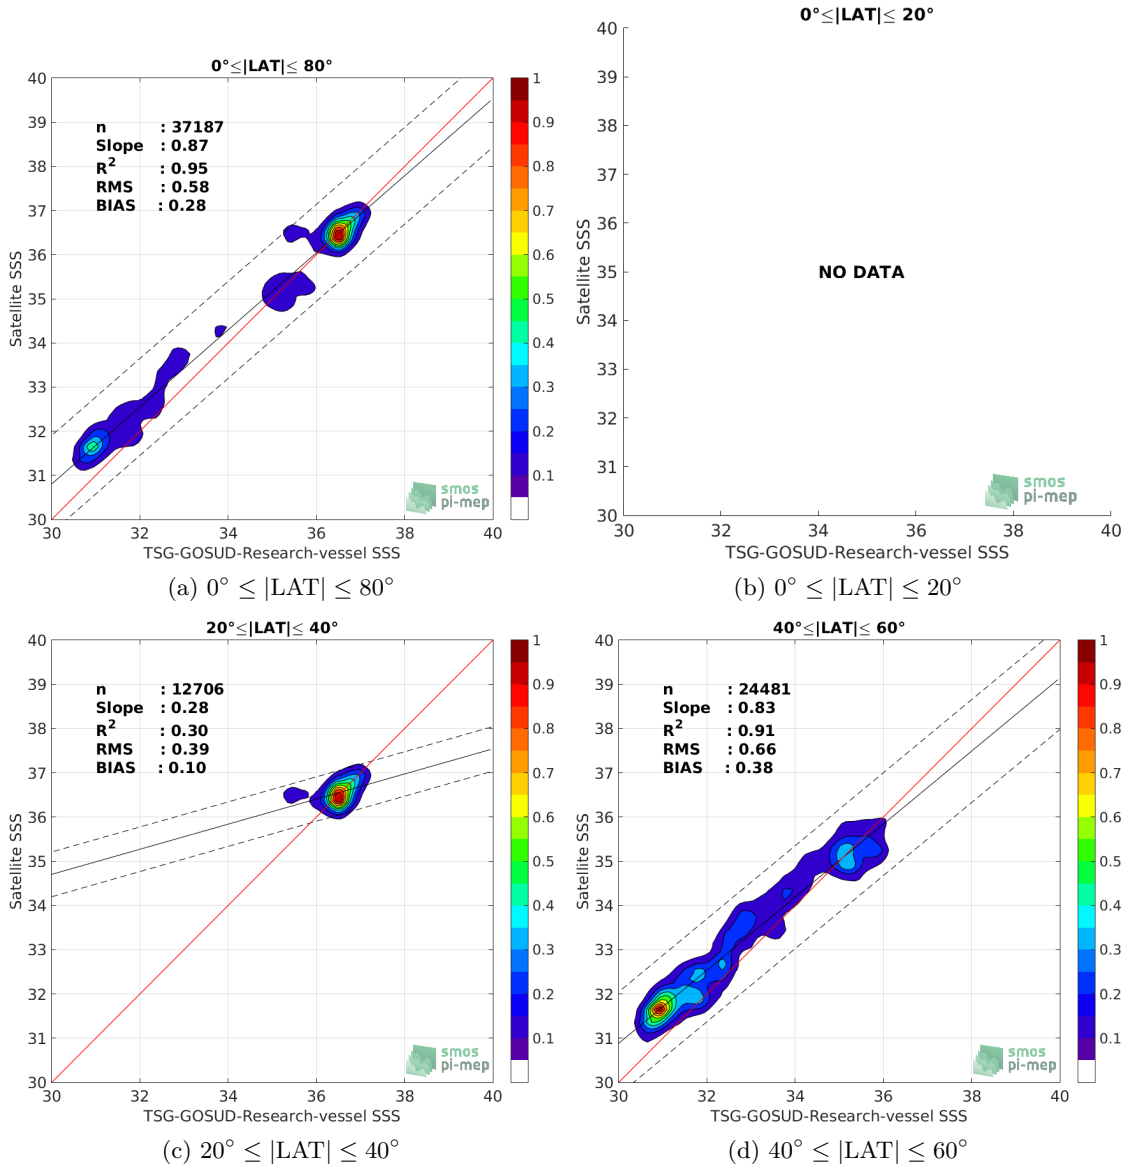 0°≤|LAT|≤ 80°
40
39
38
37
36
35
34
33
32
31
30
Satellite SSS
n : 37187
Slope : 0.87
R² : 0.95
RMS : 0.58
BIAS : 0.28
1
0.9
0.8
0.7
0.6
0.5
0.4
0.3
0.2
0.1
smos
pi-mep
30 32 34 36 38 40
TSG-GOSUD-Research-vessel SSS
(a) 0° ≤ |LAT| ≤ 80°
0°≤|LAT|≤ 20°
40
39
38
37
36
35
34
33
32
31
30
Satellite SSS
NO DATA
smos
pi-mep
30 32 34 36 38 40
TSG-GOSUD-Research-vessel SSS
(b) 0° ≤ |LAT| ≤ 20°
20°≤|LAT|≤ 40°
40
39
38
37
36
35
34
33
32
31
30
Satellite SSS
n : 12706
Slope : 0.28
R² : 0.30
RMS : 0.39
BIAS : 0.10
1
0.9
0.8
0.7
0.6
0.5
0.4
0.3
0.2
0.1
smos
pi-mep
30 32 34 36 38 40
TSG-GOSUD-Research-vessel SSS
(c) 20° ≤ |LAT| ≤ 40°
40°≤|LAT|≤ 60°
40
39
38
37
36
35
34
33
32
31
30
Satellite SSS
n : 24481
Slope : 0.83
R² : 0.91
RMS : 0.66
BIAS : 0.38
1
0.9
0.8
0.7
0.6
0.5
0.4
0.3
0.2
0.1
smos
pi-mep
30 32 34 36 38 40
TSG-GOSUD-Research-vessel SSS
(d) 40° ≤ |LAT| ≤ 60°